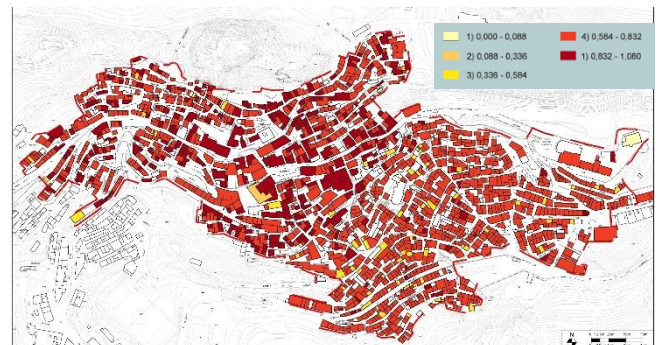 1) 0,000 - 0,088
2) 0,088 - 0,336
3) 0,336 - 0,584
4) 0,584 - 0,832
1) 0,832 - 1,080
N